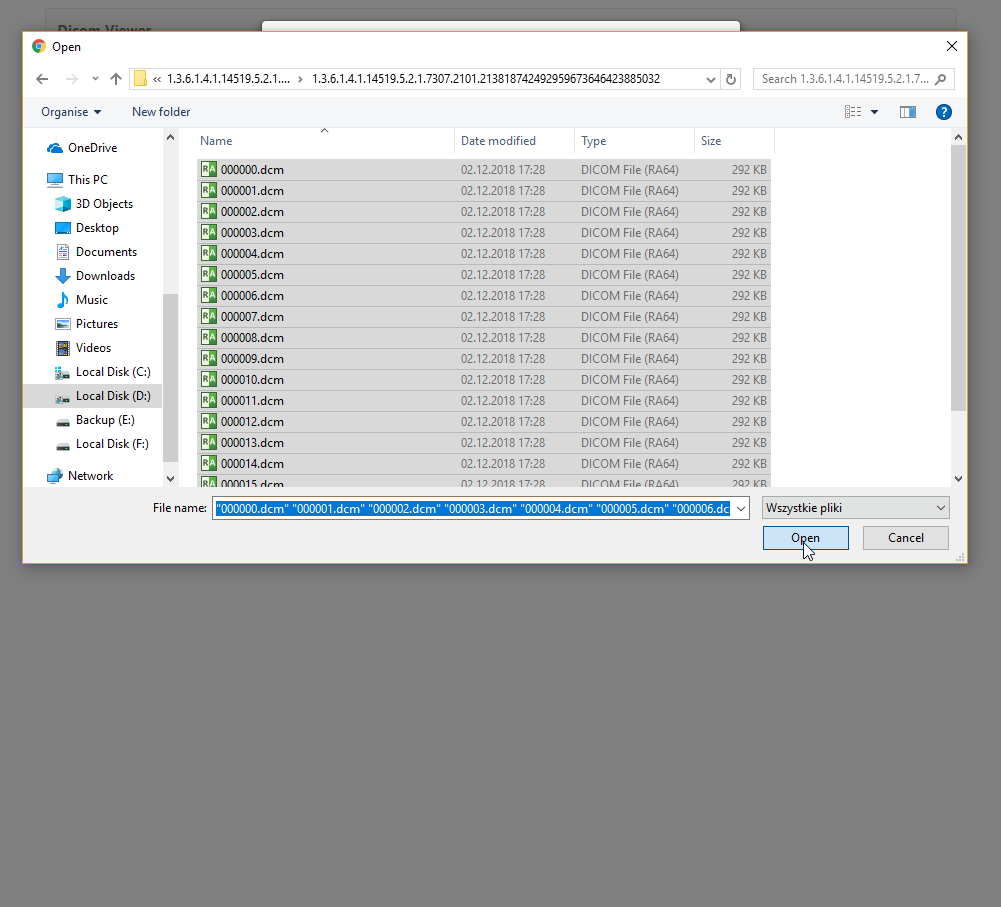 Dicom Viewer
Open
« 1.3.6.1.4.1.14519.5.2.1.... › 1.3.6.1.4.1.14519.5.2.1.7307.2101.213818742492959673646423885032
Search 1.3.6.1.4.1.14519.5.2.1.7...
Organise New folder
Name Date modified Type Size
OneDrive
This PC
3D Objects
Desktop
Documents
Downloads
Music
Pictures
Videos
Local Disk (C:)
Local Disk (D:)
Backup (E:)
Local Disk (F:)
Network
000000.dcm 02.12.2018 17:28 DICOM File (RA64) 292 KB
000001.dcm 02.12.2018 17:28 DICOM File (RA64) 292 KB
000002.dcm 02.12.2018 17:28 DICOM File (RA64) 292 KB
000003.dcm 02.12.2018 17:28 DICOM File (RA64) 292 KB
000004.dcm 02.12.2018 17:28 DICOM File (RA64) 292 KB
000005.dcm 02.12.2018 17:28 DICOM File (RA64) 292 KB
000006.dcm 02.12.2018 17:28 DICOM File (RA64) 292 KB
000007.dcm 02.12.2018 17:28 DICOM File (RA64) 292 KB
000008.dcm 02.12.2018 17:28 DICOM File (RA64) 292 KB
000009.dcm 02.12.2018 17:28 DICOM File (RA64) 292 KB
000010.dcm 02.12.2018 17:28 DICOM File (RA64) 292 KB
000011.dcm 02.12.2018 17:28 DICOM File (RA64) 292 KB
000012.dcm 02.12.2018 17:28 DICOM File (RA64) 292 KB
000013.dcm 02.12.2018 17:28 DICOM File (RA64) 292 KB
000014.dcm 02.12.2018 17:28 DICOM File (RA64) 292 KB
000015.dcm 02.12.2018 17:28 DICOM File (RA64) 292 KB
File name: "000000.dcm" "000001.dcm" "000002.dcm" "000003.dcm" "000004.dcm" "000005.dcm" "000006.dc
Wszystkie pliki
Open Cancel